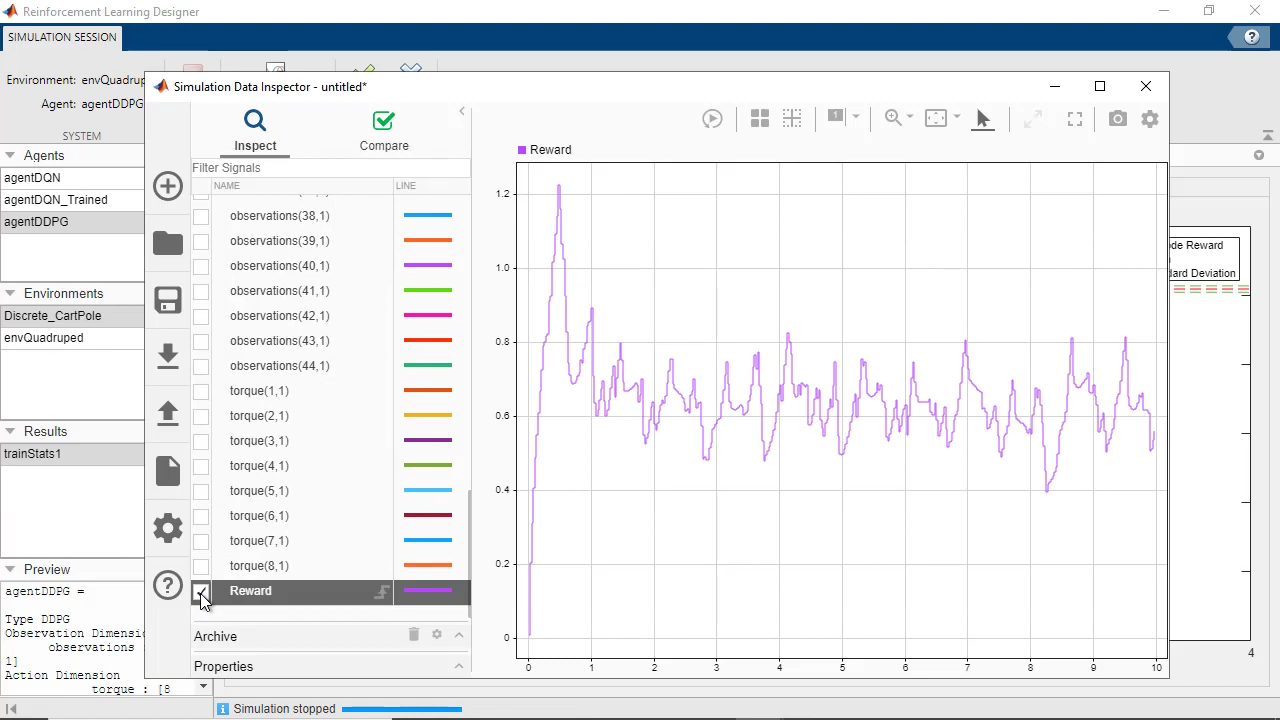 Reinforcement Learning Designer
SIMULATION SESSION
Environment: envQuadruped
Agent: agentDDPG
SYSTEM
Agents
agentDQN
agentDQN_Trained
agentDDPG
Environments
Discrete_CartPole
envQuadruped
Results
trainStats1
Preview
agentDDPG =
Type DDPG
Observation Dimensi
observations :
1]
Action Dimension
torque : [8
Simulation Data Inspector - untitled*
Inspect
Compare
Filter Signals
NAME
LINE
observations(38,1)
observations(39,1)
observations(40,1)
observations(41,1)
observations(42,1)
observations(43,1)
observations(44,1)
torque(1,1)
torque(2,1)
torque(3,1)
torque(4,1)
torque(5,1)
torque(6,1)
torque(7,1)
torque(8,1)
Reward
Archive
Properties
1
Reward
1.2
1.0
0.8
0.6
0.4
0.2
0
0 1 2 3 4 5 6 7 8 9 10
ode Reward
dard Deviation
4
Simulation stopped